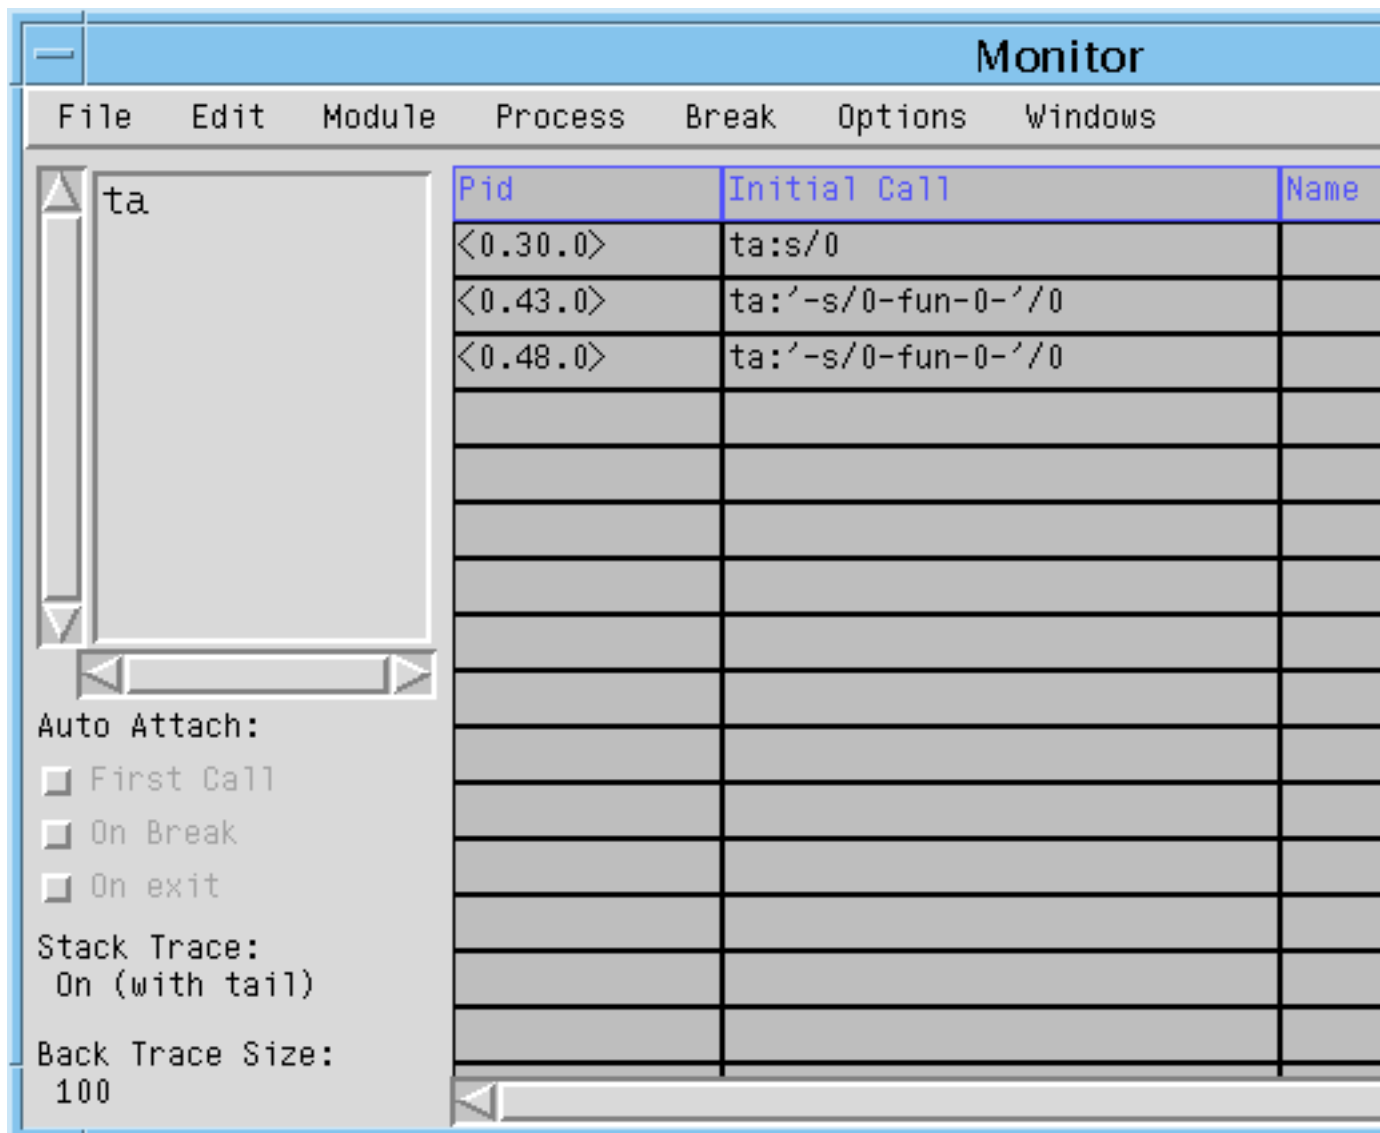 Monitor
File Edit Module Process Break Options Windows
ta
Pid Initial Call Name
<0.30.0> ta:s/0
<0.43.0> ta:'-s/0-fun-0-'/0
<0.48.0> ta:'-s/0-fun-0-'/0
Auto Attach:
First Call
On Break
On exit
Stack Trace:
On (with tail)
Back Trace Size:
100